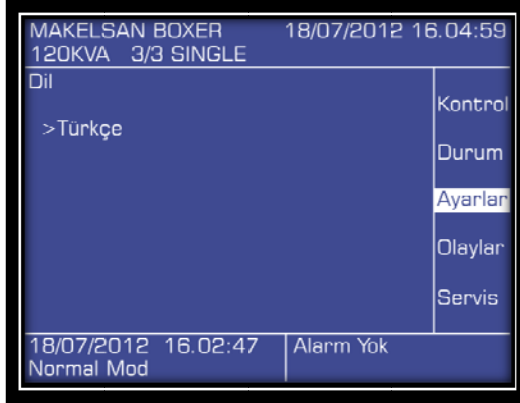 MAKELSAN BOXER 18/07/2012 16.04:59
120KVA 3/3 SINGLE
Dil
>Türkçe
Kontrol
Durum
Ayarlar
Olaylar
Servis
18/07/2012 16.02:47 Alarm Yok
Normal Mod